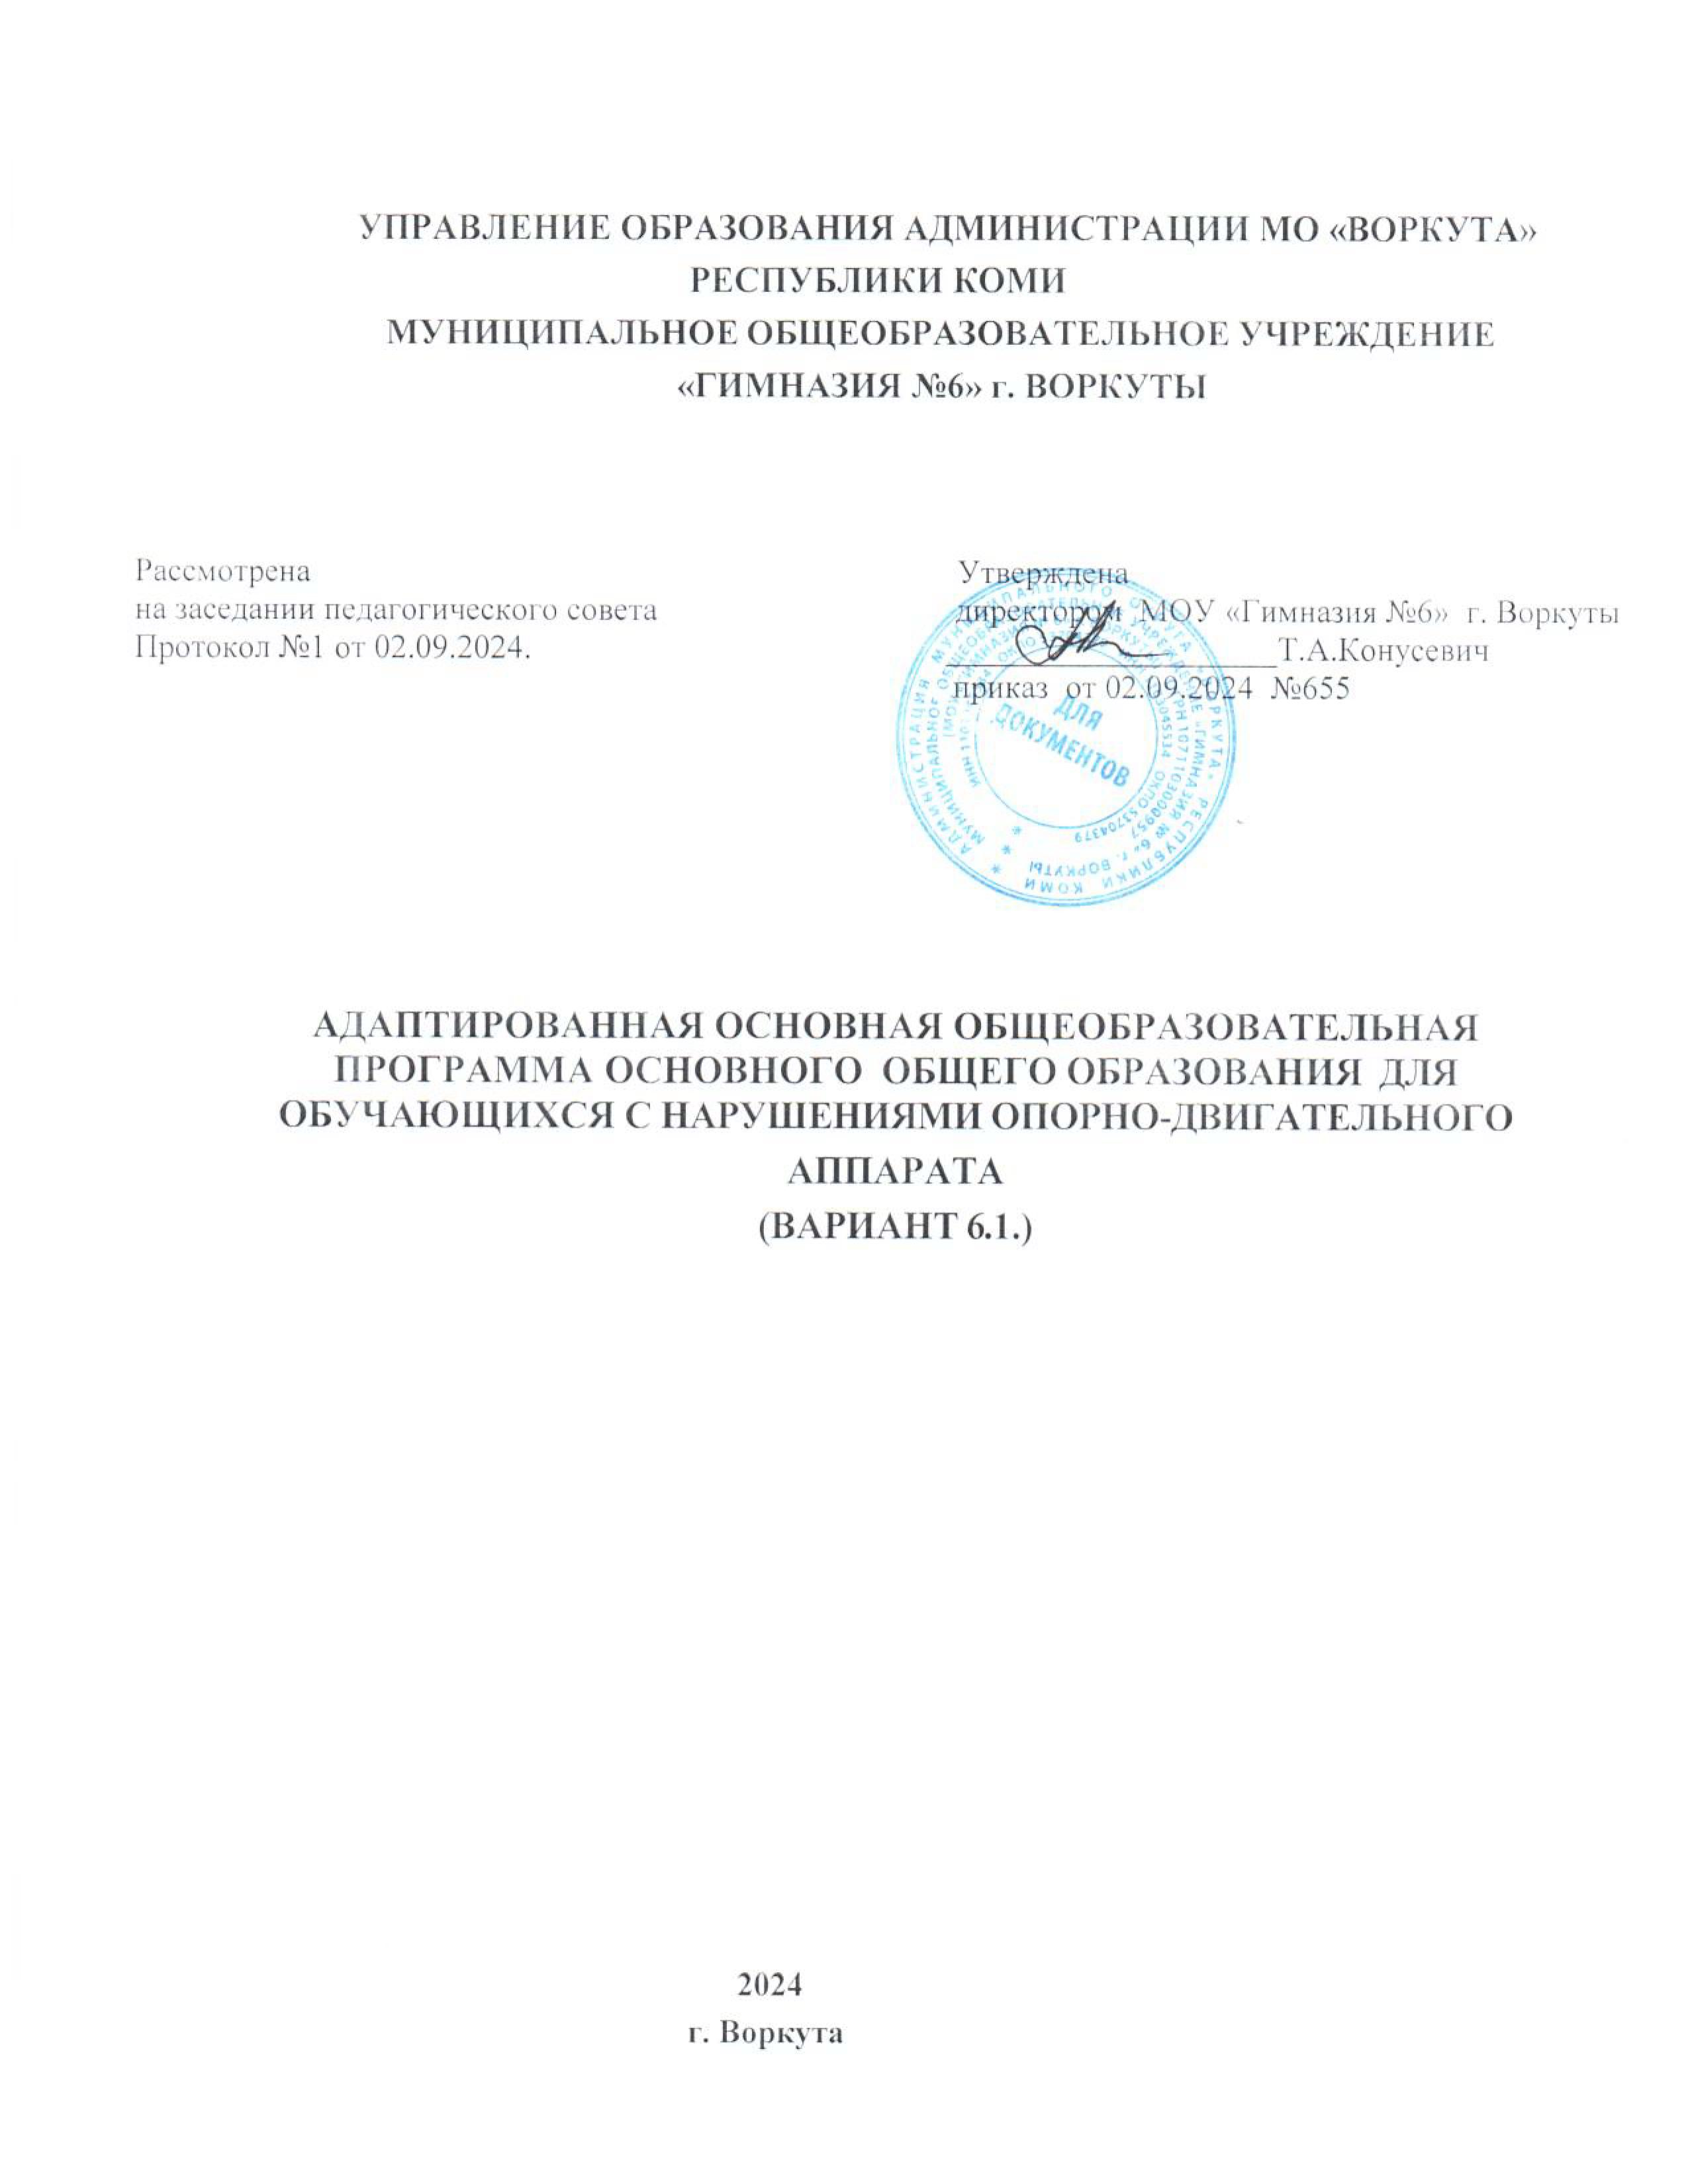 УПРАВЛЕНИЕ ОБРАЗОВАНИЯ АДМИНИСТРАЦИИ МО «ВОРКУТА»
РЕСПУБЛИКИ КОМИ
МУНИЦИПАЛЬНОЕ ОБЩЕОБРАЗОВАТЕЛЬНОЕ УЧРЕЖДЕНИЕ
«ГИМНАЗИЯ №6» г. ВОРКУТЫ
Рассмотрена
на заседании педагогического совета
Протокол №1 от 02.09.2024.
Утверждена
директором МОУ «Гимназия №6» г. Воркуты
Т.А.Конусевич
приказ от 02.09.2024 №655
ДЛЯ
ДОКУМЕНТОВ
АДАПТИРОВАННАЯ ОСНОВНАЯ ОБЩЕОБРАЗОВАТЕЛЬНАЯ
ПРОГРАММА ОСНОВНОГО ОБЩЕГО ОБРАЗОВАНИЯ ДЛЯ
ОБУЧАЮЩИХСЯ С НАРУШЕНИЯМИ ОПОРНО-ДВИГАТЕЛЬНОГО
АППАРАТА
(ВАРИАНТ 6.1.)
2024
г. Воркута